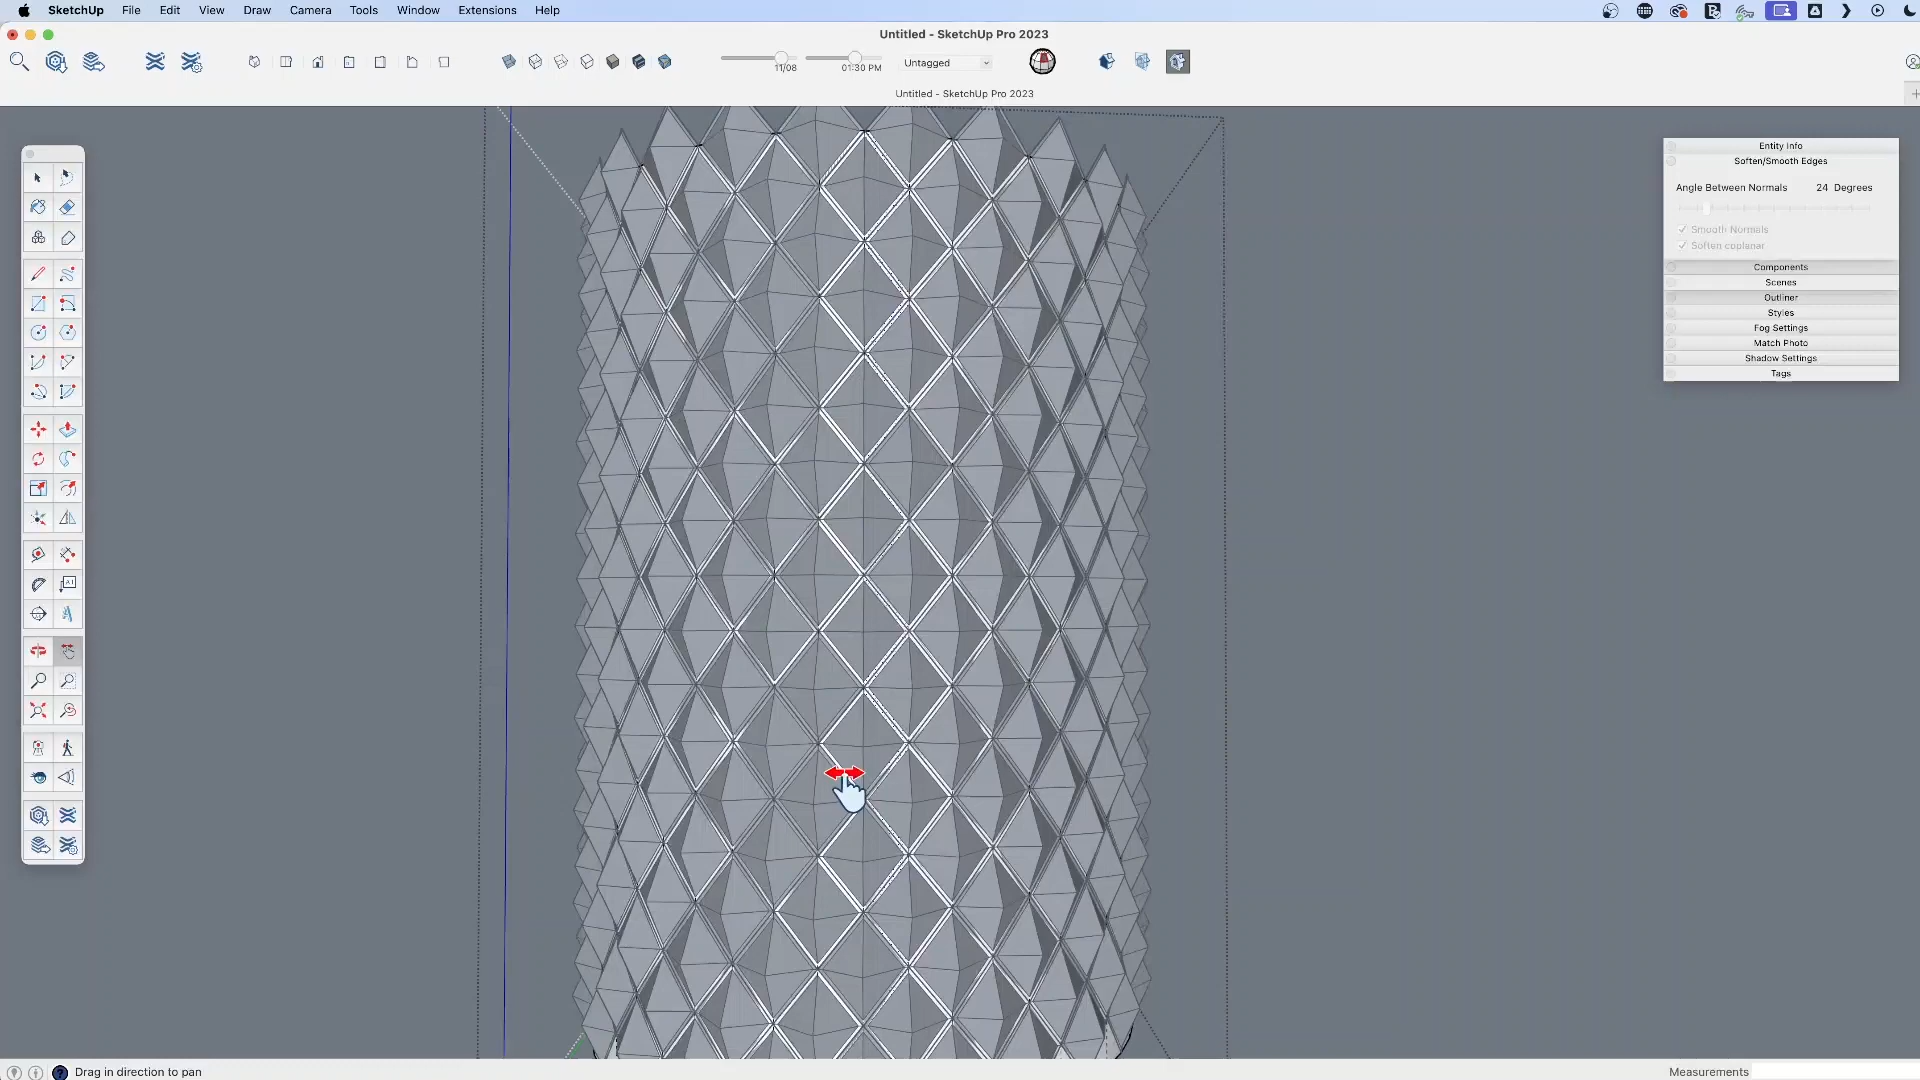 SketchUp File Edit View Draw Camera Tools Window Extensions Help
Untitled - SketchUp Pro 2023
11/08
01:30 PM
Untagged
Untitled - SketchUp Pro 2023
Entity Info
Soften/Smooth Edges
Angle Between Normals 24 Degrees
Smooth Normals
Soften coplanar
Components
Scenes
Outliner
Styles
Fog Settings
Match Photo
Shadow Settings
Tags
Drag in direction to pan
Measurements